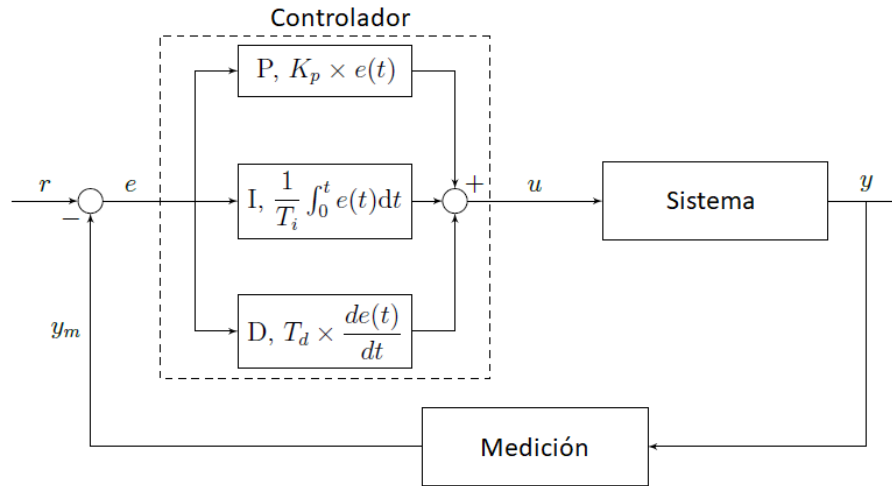 Controlador
P, $K_p \times e(t)$
r
−
e
I, $\frac{1}{T_i} \int_0^t e(t)\mathrm{d}t$
+
u
Sistema
y
$y_m$
D, $T_d \times \frac{de(t)}{dt}$
Medición